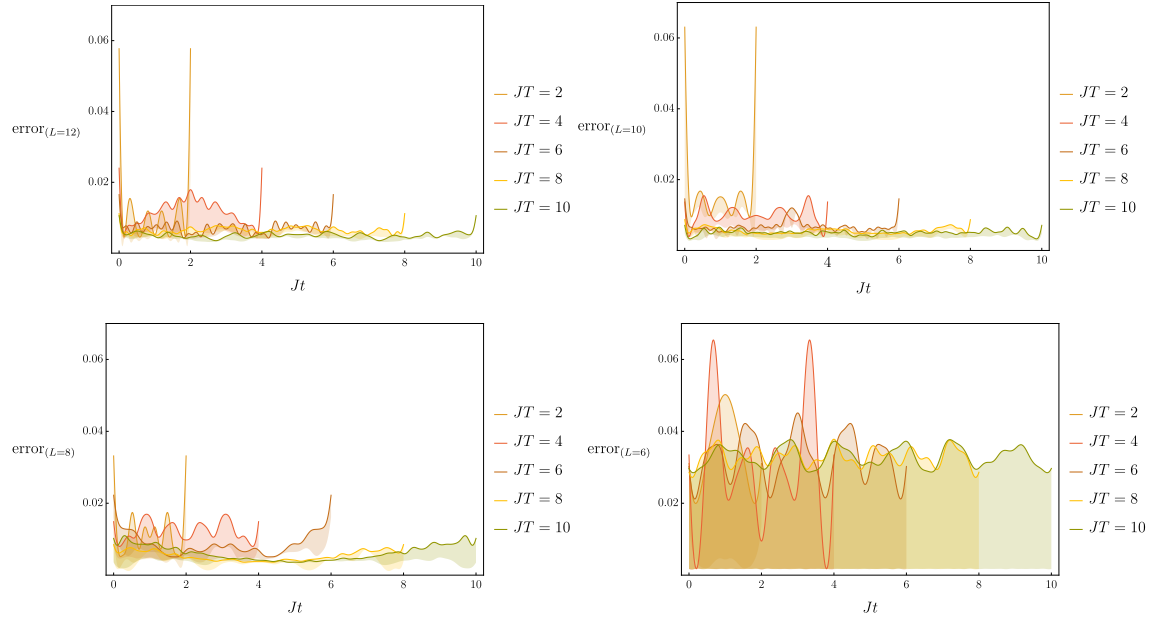 0.06
0.04
0.02
error(L=12)
0 2 4 6 8 10
Jt
JT = 2
JT = 4
JT = 6
JT = 8
JT = 10
0.06
0.04
0.02
error(L=10)
0 2 4 6 8 10
Jt
JT = 2
JT = 4
JT = 6
JT = 8
JT = 10
0.06
0.04
0.02
error(L=8)
0 2 4 6 8 10
Jt
JT = 2
JT = 4
JT = 6
JT = 8
JT = 10
0.06
0.04
0.02
error(L=6)
0 2 4 6 8 10
Jt
JT = 2
JT = 4
JT = 6
JT = 8
JT = 10